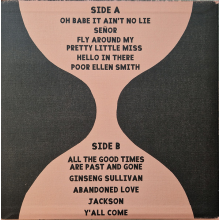 SIDE A
OH BABE IT AIN'T NO LIE
SEÑOR
FLY AROUND MY
PRETTY LITTLE MISS
HELLO IN THERE
POOR ELLEN SMITH
SIDE B
ALL THE GOOD TIMES
ARE PAST AND GONE
GINSENG SULLIVAN
ABANDONED LOVE
JACKSON
Y'ALL COME